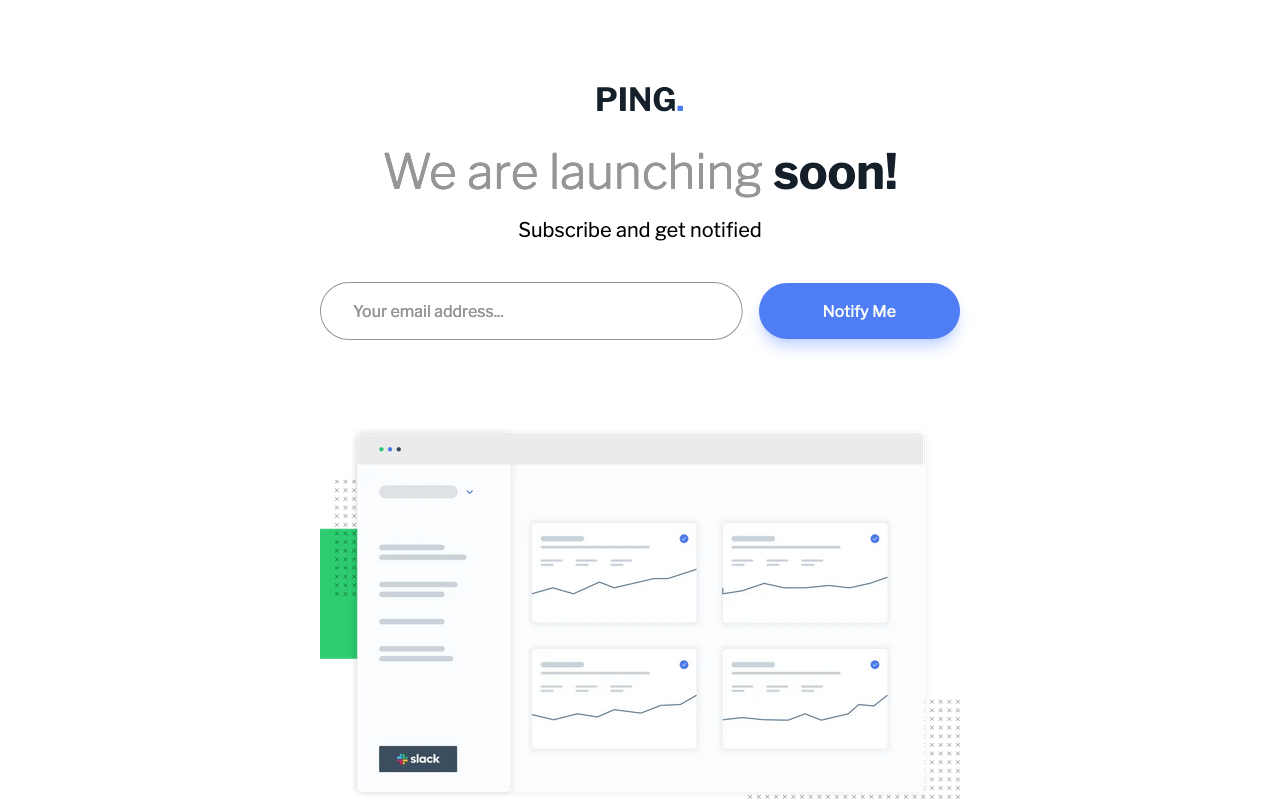 PING.
We are launching soon!
Subscribe and get notified
Your email address...
Notify Me
slack